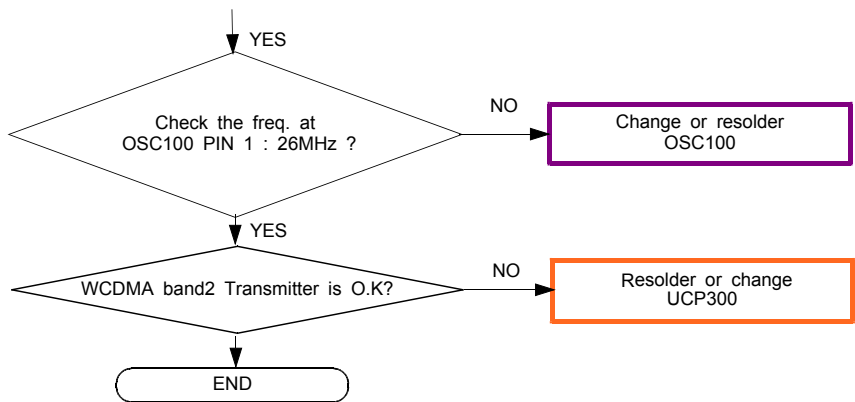 YES
Check the freq. at
OSC100 PIN 1 : 26MHz ?
NO
Change or resolder
OSC100
YES
WCDMA band2 Transmitter is O.K?
NO
Resolder or change
UCP300
END